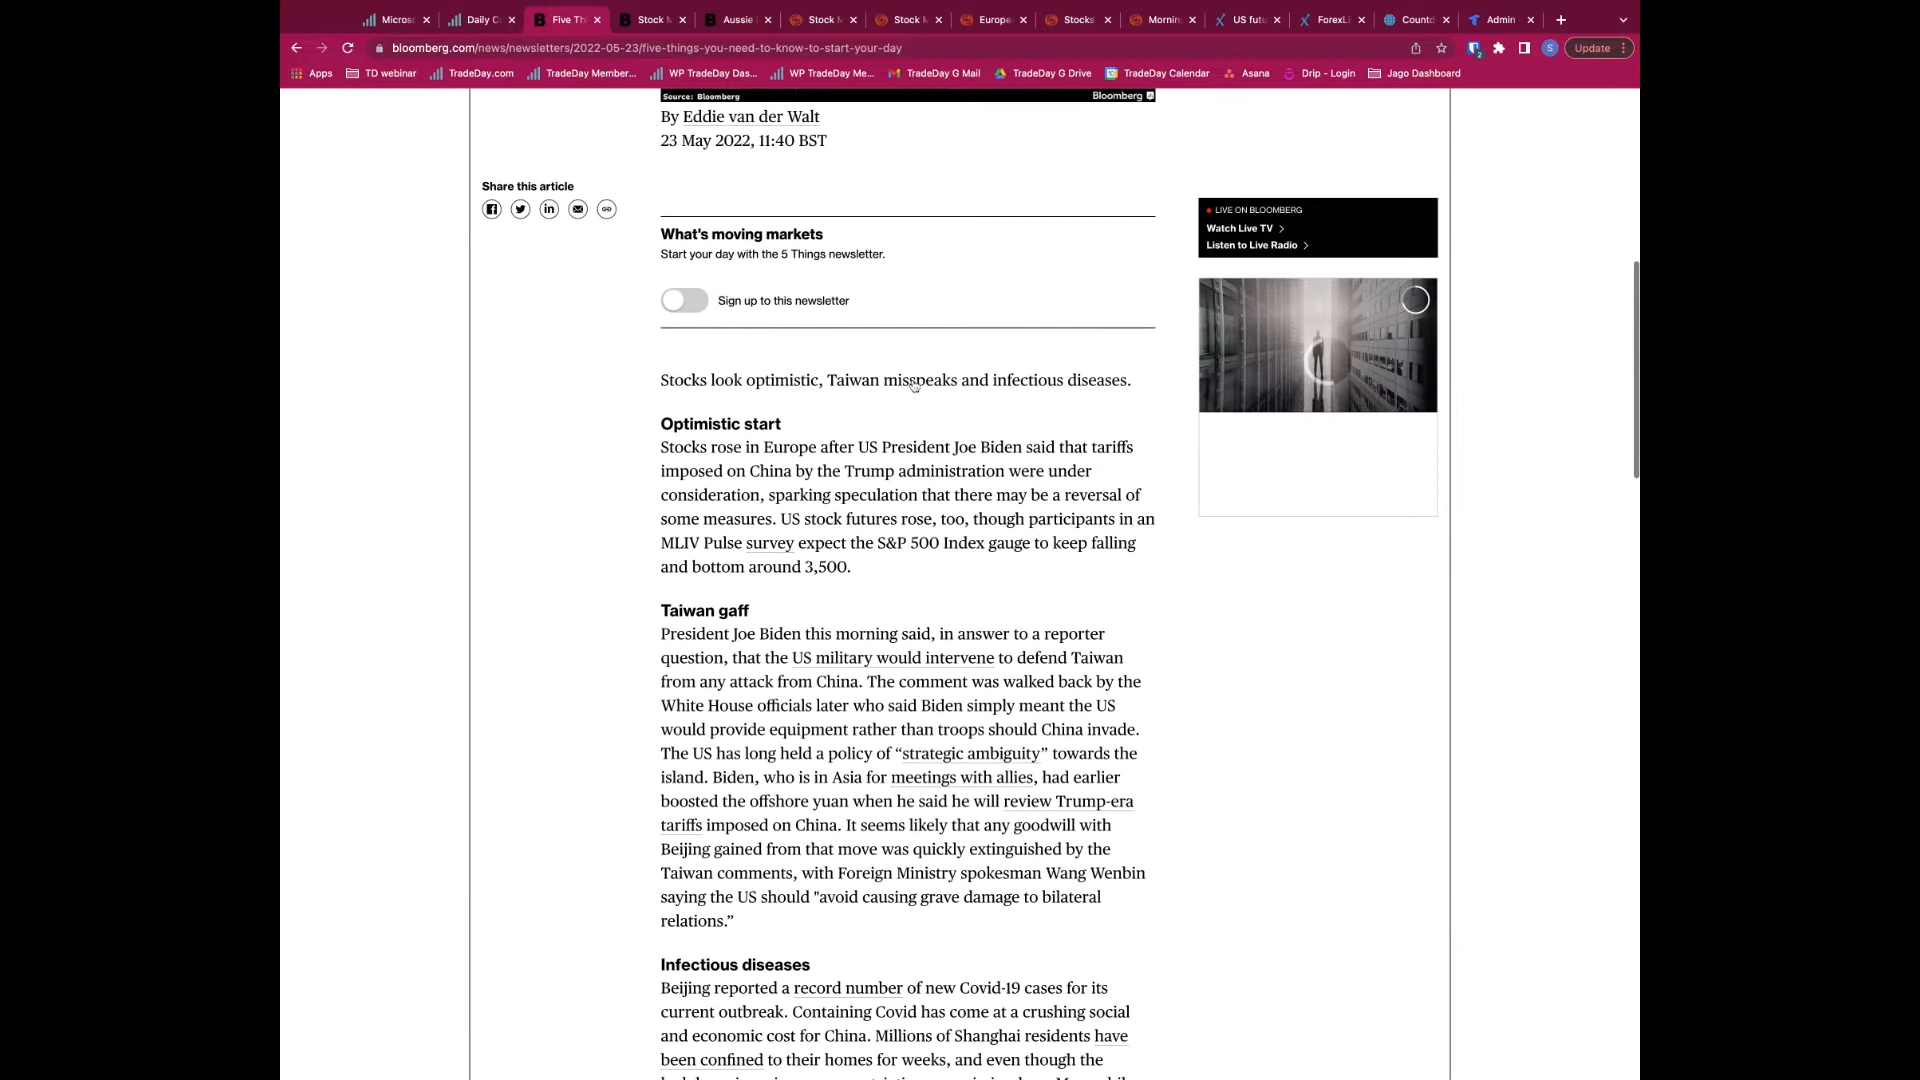 Micros
Daily C
Five Th
Stock M
Aussie
Stock M
Stock M
Europe
Stocks
Mornin
US futu
ForexLi
Countd
Admin
bloomberg.com/news/newsletters/2022-05-23/five-things-you-need-to-know-to-start-your-day
Update
Apps
TD webinar
TradeDay.com
TradeDay Member...
WP TradeDay Das...
WP TradeDay Me...
TradeDay G Mail
TradeDay G Drive
TradeDay Calendar
Asana
Drip – Login
Jago Dashboard
Source: Bloomberg
Bloomberg
By Eddie van der Walt
23 May 2022, 11:40 BST
Share this article
What's moving markets
Start your day with the 5 Things newsletter.
Sign up to this newsletter
LIVE ON BLOOMBERG
Watch Live TV
Listen to Live Radio
Stocks look optimistic, Taiwan misspeaks and infectious diseases.
Optimistic start
Stocks rose in Europe after US President Joe Biden said that tariffs
imposed on China by the Trump administration were under
consideration, sparking speculation that there may be a reversal of
some measures. US stock futures rose, too, though participants in an
MLIV Pulse survey expect the S&P 500 Index gauge to keep falling
and bottom around 3,500.
Taiwan gaff
President Joe Biden this morning said, in answer to a reporter
question, that the US military would intervene to defend Taiwan
from any attack from China. The comment was walked back by the
White House officials later who said Biden simply meant the US
would provide equipment rather than troops should China invade.
The US has long held a policy of “strategic ambiguity” towards the
island. Biden, who is in Asia for meetings with allies, had earlier
boosted the offshore yuan when he said he will review Trump-era
tariffs imposed on China. It seems likely that any goodwill with
Beijing gained from that move was quickly extinguished by the
Taiwan comments, with Foreign Ministry spokesman Wang Wenbin
saying the US should "avoid causing grave damage to bilateral
relations.”
Infectious diseases
Beijing reported a record number of new Covid-19 cases for its
current outbreak. Containing Covid has come at a crushing social
and economic cost for China. Millions of Shanghai residents have
been confined to their homes for weeks, and even though the